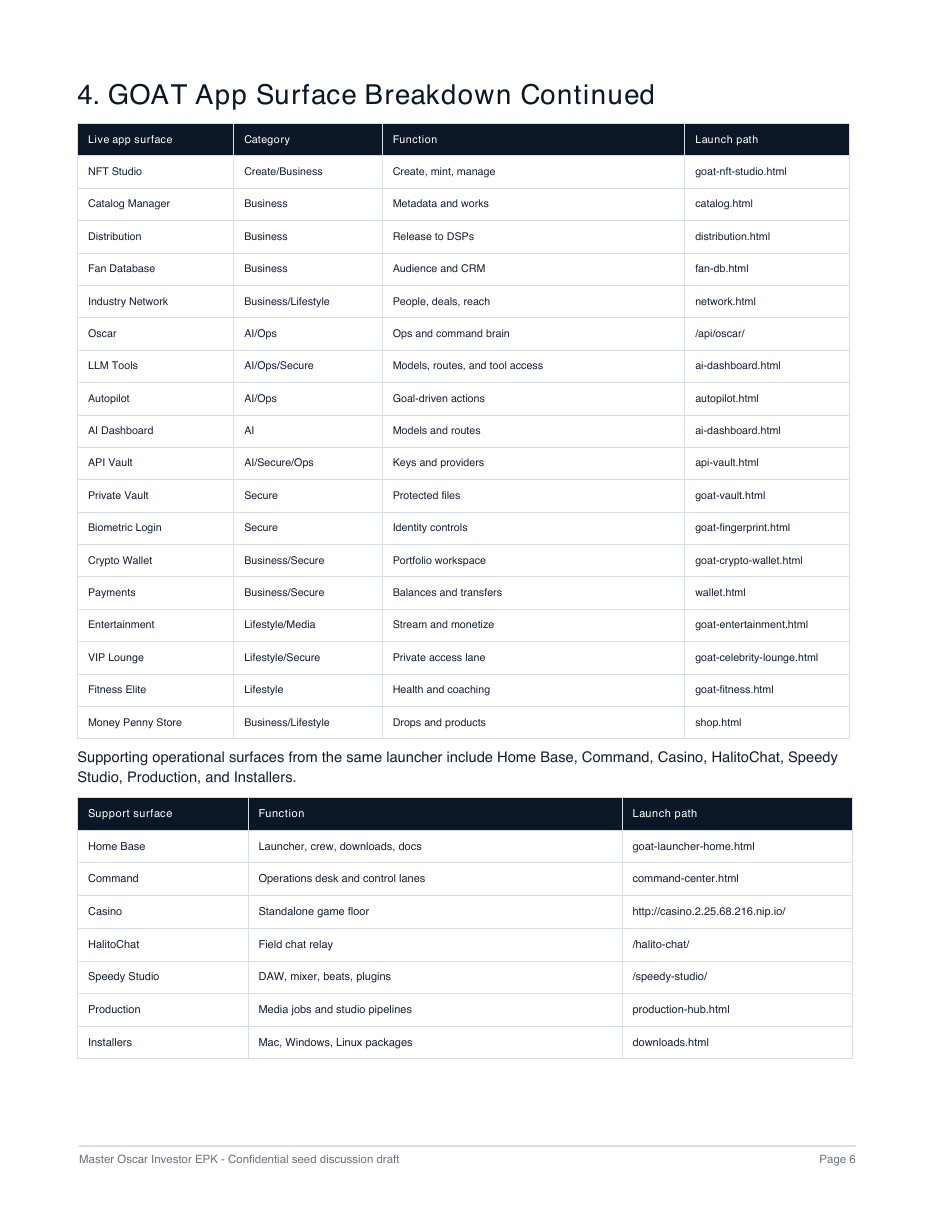 4. GOAT App Surface Breakdown Continued
Live app surface Category Function Launch path
NFT Studio Create/Business Create, mint, manage goat-nft-studio.html
Catalog Manager Business Metadata and works catalog.html
Distribution Business Release to DSPs distribution.html
Fan Database Business Audience and CRM fan-db.html
Industry Network Business/Lifestyle People, deals, reach network.html
Oscar AI/Ops Ops and command brain /api/oscar/
LLM Tools AI/Ops/Secure Models, routes, and tool access ai-dashboard.html
Autopilot AI/Ops Goal-driven actions autopilot.html
AI Dashboard AI Models and routes ai-dashboard.html
API Vault AI/Secure/Ops Keys and providers api-vault.html
Private Vault Secure Protected files goat-vault.html
Biometric Login Secure Identity controls goat-fingerprint.html
Crypto Wallet Business/Secure Portfolio workspace goat-crypto-wallet.html
Payments Business/Secure Balances and transfers wallet.html
Entertainment Lifestyle/Media Stream and monetize goat-entertainment.html
VIP Lounge Lifestyle/Secure Private access lane goat-celebrity-lounge.html
Fitness Elite Lifestyle Health and coaching goat-fitness.html
Money Penny Store Business/Lifestyle Drops and products shop.html
Supporting operational surfaces from the same launcher include Home Base, Command, Casino, HalitoChat, Speedy
Studio, Production, and Installers.
Support surface Function Launch path
Home Base Launcher, crew, downloads, docs goat-launcher-home.html
Command Operations desk and control lanes command-center.html
Casino Standalone game floor http://casino.2.25.68.216.nip.io/
HalitoChat Field chat relay /halito-chat/
Speedy Studio DAW, mixer, beats, plugins /speedy-studio/
Production Media jobs and studio pipelines production-hub.html
Installers Mac, Windows, Linux packages downloads.html
Master Oscar Investor EPK - Confidential seed discussion draft Page 6